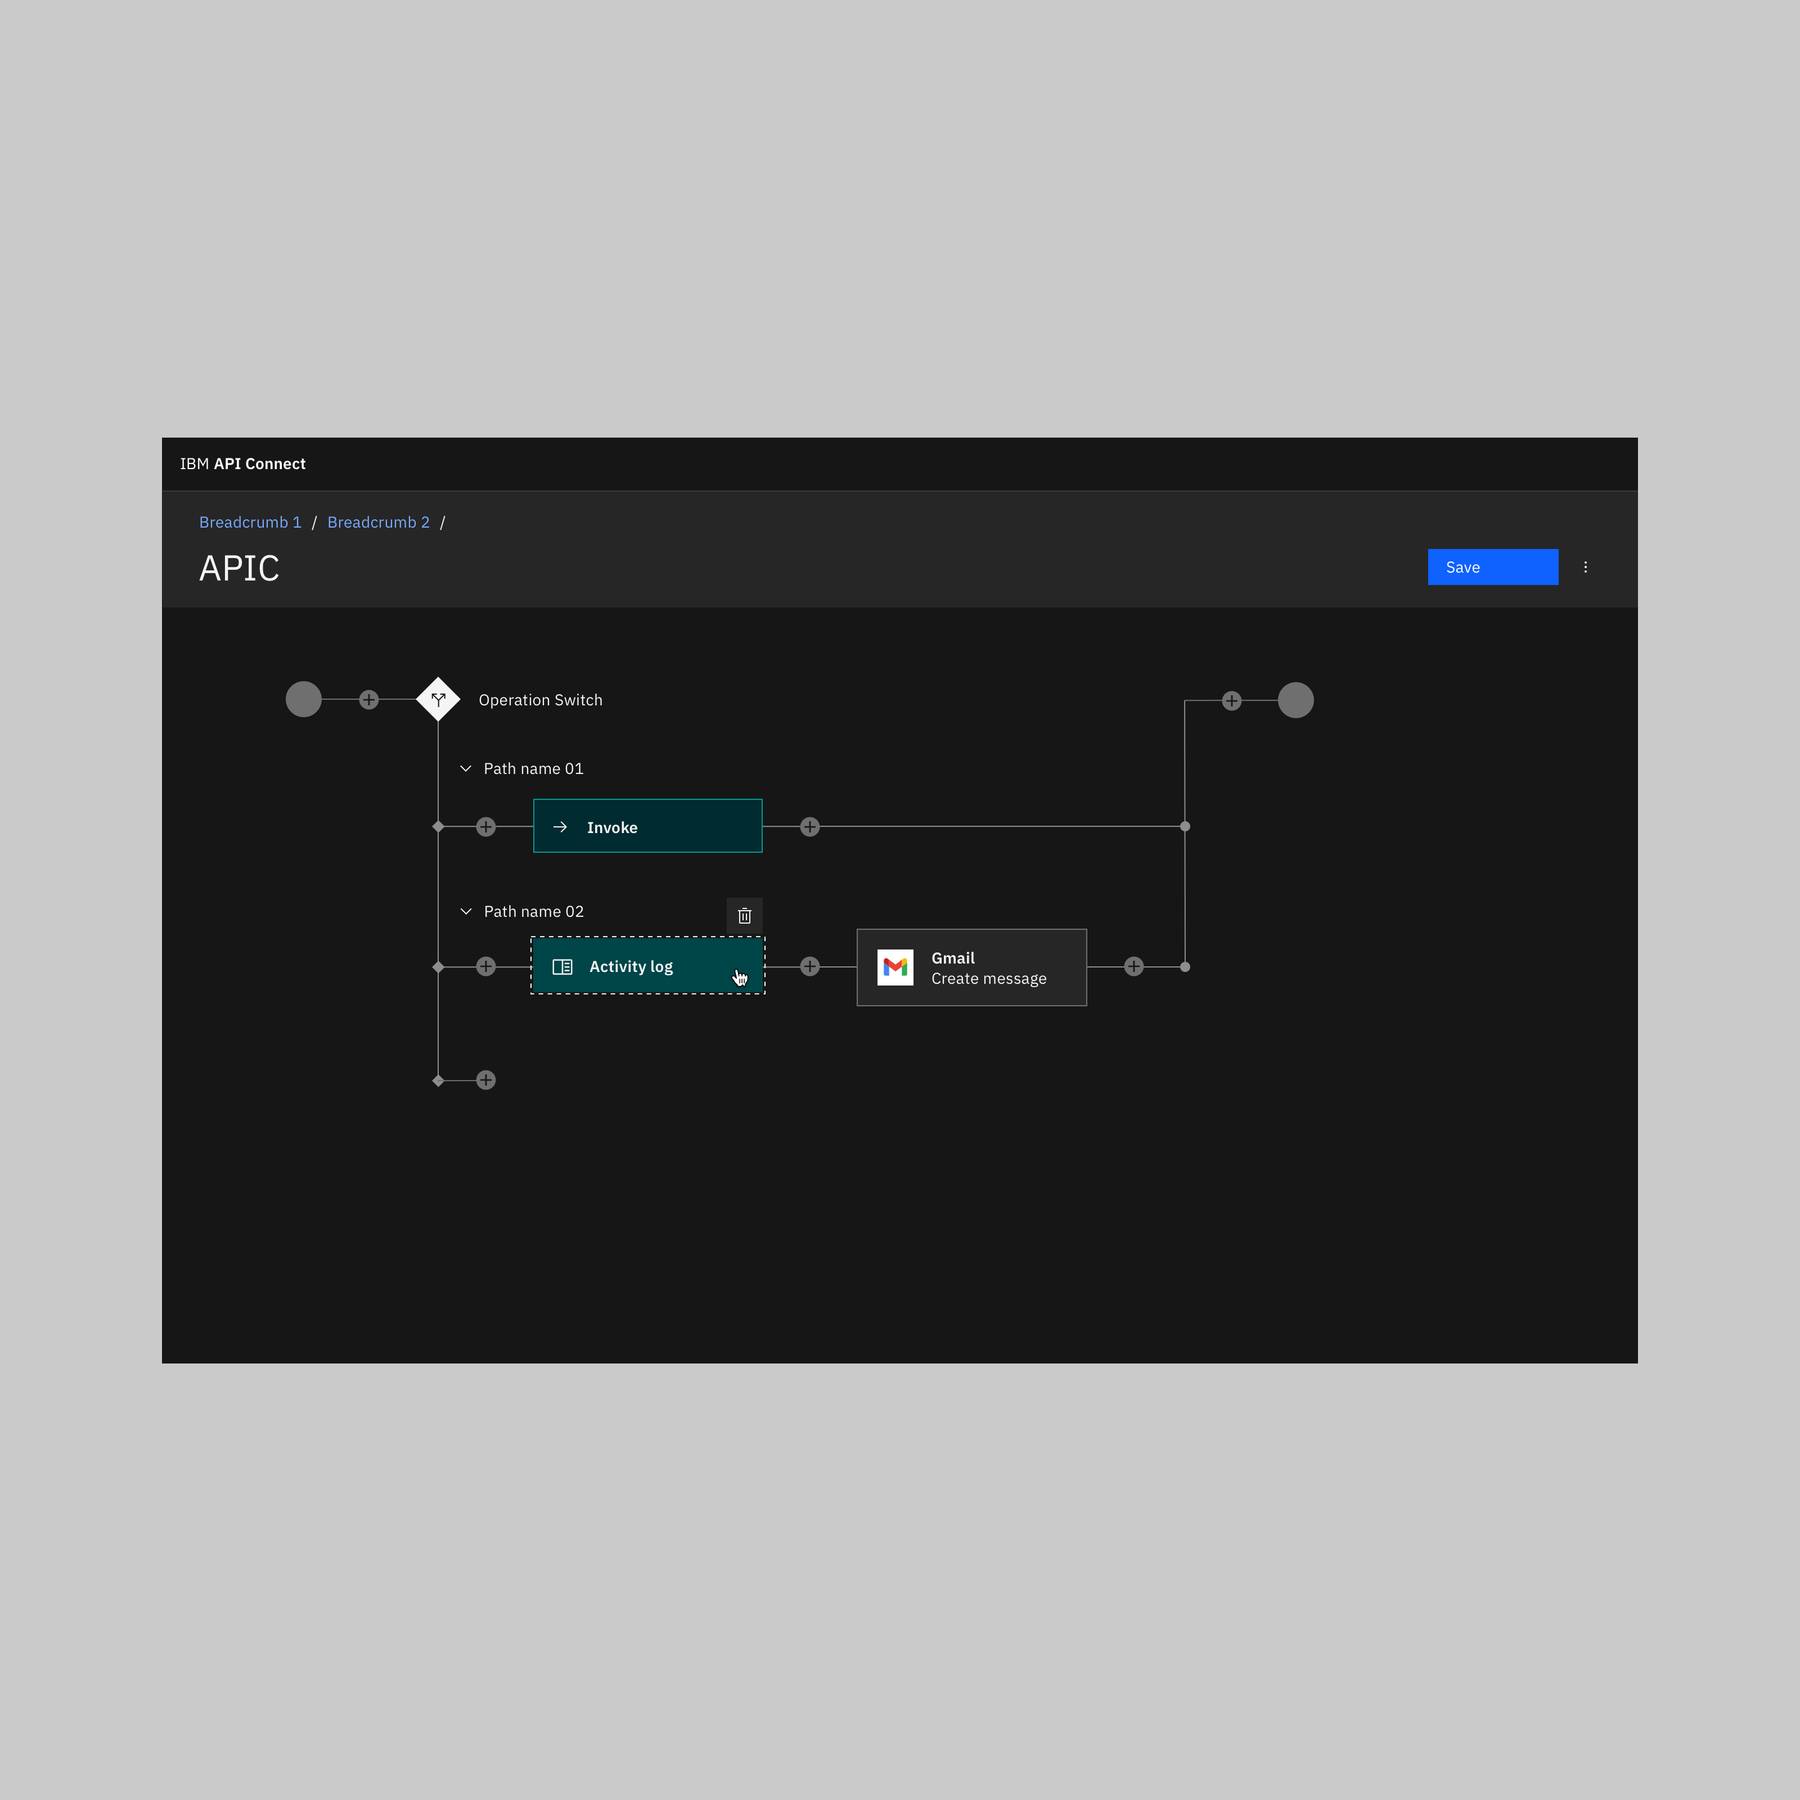 IBM API Connect
Breadcrumb 1 / Breadcrumb 2 /
APIC
Save
Operation Switch
Path name 01
Invoke
Path name 02
Activity log
Gmail
Create message